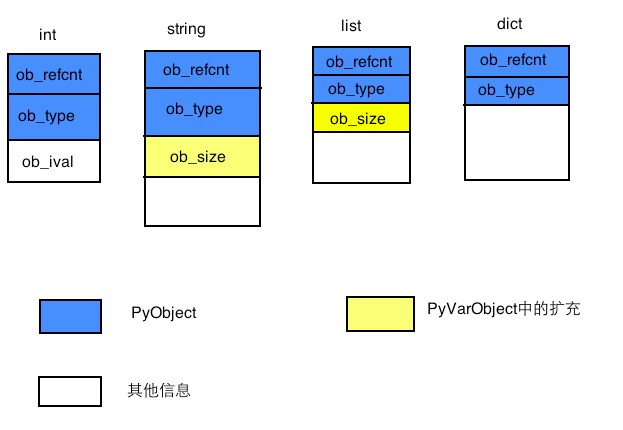 int
string
list
dict
ob_refcnt
ob_type
ob_ival
ob_refcnt
ob_type
ob_size
ob_refcnt
ob_type
ob_size
ob_refcnt
ob_type
PyObject
PyVarObject中的扩充
其他信息